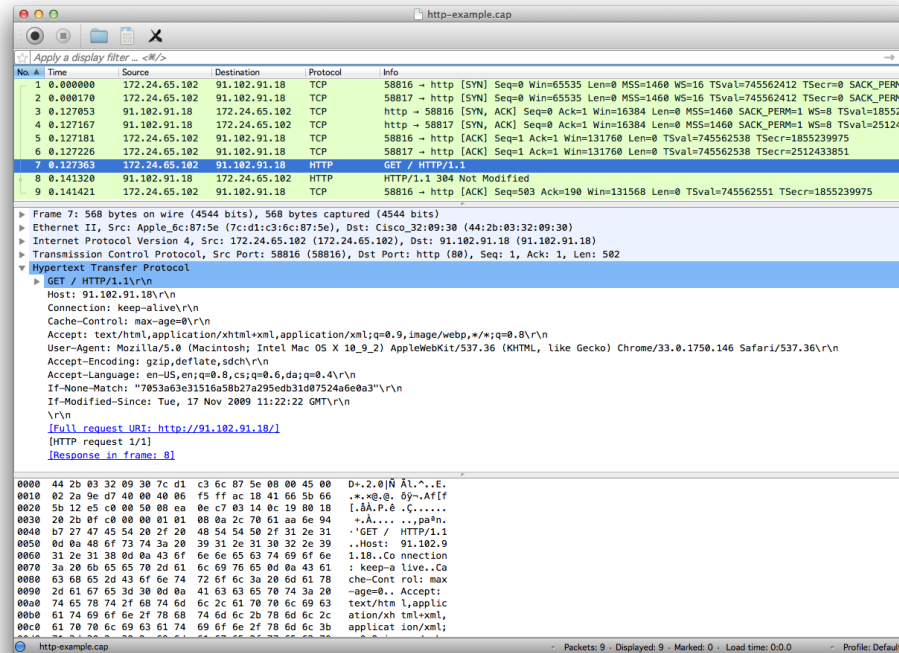 http-example.cap
Apply a display filter … <⌘/>
No. Time Source Destination Protocol Info
1 0.000000 172.24.65.102 91.102.91.18 TCP 58816 → http [SYN] Seq=0 Win=65535 Len=0 MSS=1460 WS=16 TSval=745562412 TSecr=0 SACK_PERM
2 0.000170 172.24.65.102 91.102.91.18 TCP 58817 → http [SYN] Seq=0 Win=65535 Len=0 MSS=1460 WS=16 TSval=745562412 TSecr=0 SACK_PERM
3 0.127053 91.102.91.18 172.24.65.102 TCP http → 58816 [SYN, ACK] Seq=0 Ack=1 Win=16384 Len=0 MSS=1460 SACK_PERM=1 WS=8 TSval=18552
4 0.127167 91.102.91.18 172.24.65.102 TCP http → 58817 [SYN, ACK] Seq=0 Ack=1 Win=16384 Len=0 MSS=1460 SACK_PERM=1 WS=8 TSval=25124
5 0.127181 172.24.65.102 91.102.91.18 TCP 58816 → http [ACK] Seq=1 Ack=1 Win=131760 Len=0 TSval=745562538 TSecr=1855239975
6 0.127226 172.24.65.102 91.102.91.18 TCP 58817 → http [ACK] Seq=1 Ack=1 Win=131760 Len=0 TSval=745562538 TSecr=2512433851
7 0.127363 172.24.65.102 91.102.91.18 HTTP GET / HTTP/1.1
8 0.141320 91.102.91.18 172.24.65.102 HTTP HTTP/1.1 304 Not Modified
9 0.141421 172.24.65.102 91.102.91.18 TCP 58816 → http [ACK] Seq=503 Ack=190 Win=131568 Len=0 TSval=745562551 TSecr=1855239975
Frame 7: 568 bytes on wire (4544 bits), 568 bytes captured (4544 bits)
Ethernet II, Src: Apple_6c:87:5e (7c:d1:c3:6c:87:5e), Dst: Cisco_32:09:30 (44:2b:03:32:09:30)
Internet Protocol Version 4, Src: 172.24.65.102 (172.24.65.102), Dst: 91.102.91.18 (91.102.91.18)
Transmission Control Protocol, Src Port: 58816 (58816), Dst Port: http (80), Seq: 1, Ack: 1, Len: 502
Hypertext Transfer Protocol
GET / HTTP/1.1\r\n
Host: 91.102.91.18\r\n
Connection: keep-alive\r\n
Cache-Control: max-age=0\r\n
Accept: text/html,application/xhtml+xml,application/xml;q=0.9,image/webp,*/*;q=0.8\r\n
User-Agent: Mozilla/5.0 (Macintosh; Intel Mac OS X 10_9_2) AppleWebKit/537.36 (KHTML, like Gecko) Chrome/33.0.1750.146 Safari/537.36\r\n
Accept-Encoding: gzip,deflate,sdch\r\n
Accept-Language: en-US,en;q=0.8,cs;q=0.6,da;q=0.4\r\n
If-None-Match: "7053a63e31516a58b27a295edb31d07524a6e0a3"\r\n
If-Modified-Since: Tue, 17 Nov 2009 11:22:22 GMT\r\n
\r\n
[Full request URI: http://91.102.91.18/]
[HTTP request 1/1]
[Response in frame: 8]
0000 44 2b 03 32 09 30 7c d1 c3 6c 87 5e 08 00 45 00 D+.2.0|Ñ Ãl.^..E.
0010 02 2a 9e d7 40 00 40 06 f5 ff ac 18 41 66 5b 66 .*.×@.@. õÿ¬.Af[f
0020 5b 12 e5 c0 00 50 08 ea 0e c7 03 14 0c 19 80 18 [.åÀ.P.ê .Ç......
0030 20 2b 0f c0 00 00 01 01 08 0a 2c 70 61 aa 6e 94 +.À.... ..,paªn.
0040 b7 27 47 45 54 20 2f 20 48 54 54 50 2f 31 2e 31 ·'GET / HTTP/1.1
0050 0d 0a 48 6f 73 74 3a 20 39 31 2e 31 30 32 2e 39 ..Host: 91.102.9
0060 31 2e 31 38 0d 0a 43 6f 6e 6e 65 63 74 69 6f 6e 1.18..Co nnection
0070 3a 20 6b 65 65 70 2d 61 6c 69 76 65 0d 0a 43 61 : keep-a live..Ca
0080 63 68 65 2d 43 6f 6e 74 72 6f 6c 3a 20 6d 61 78 che-Cont rol: max
0090 2d 61 67 65 3d 30 0d 0a 41 63 63 65 70 74 3a 20 -age=0.. Accept:
00a0 74 65 78 74 2f 68 74 6d 6c 2c 61 70 70 6c 69 63 text/htm l,applic
00b0 61 74 69 6f 6e 2f 78 68 74 6d 6c 2b 78 6d 6c 2c ation/xh tml+xml,
00c0 61 70 70 6c 69 63 61 74 69 6f 6e 2f 78 6d 6c 3b applicat ion/xml;
http-example.cap Packets: 9 · Displayed: 9 · Marked: 0 · Load time: 0:0.0 Profile: Default